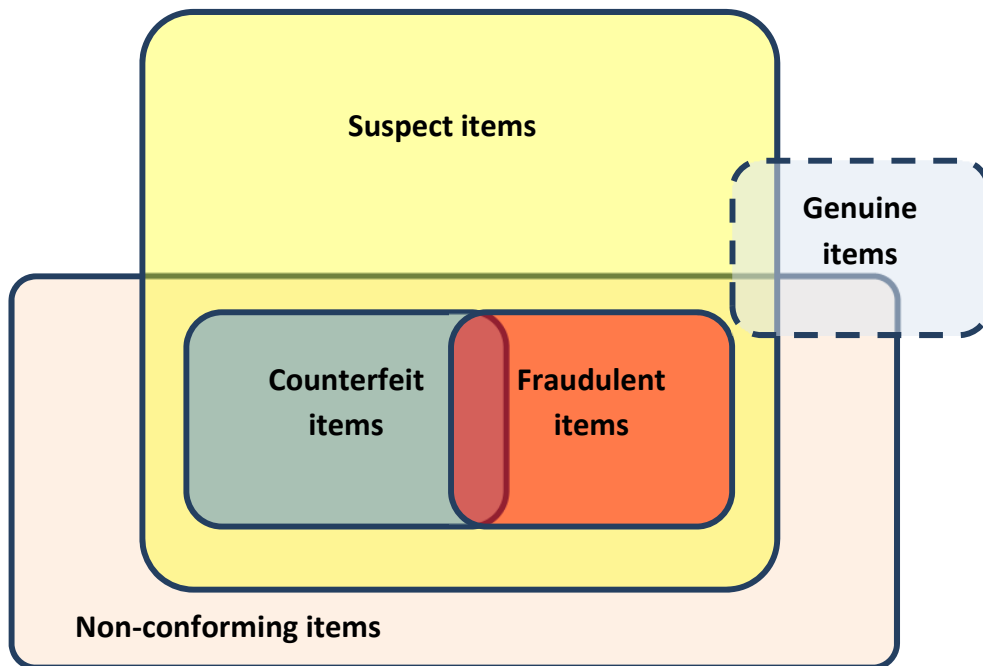 Suspect items
Genuine
items
Counterfeit
items
Fraudulent
items
Non-conforming items